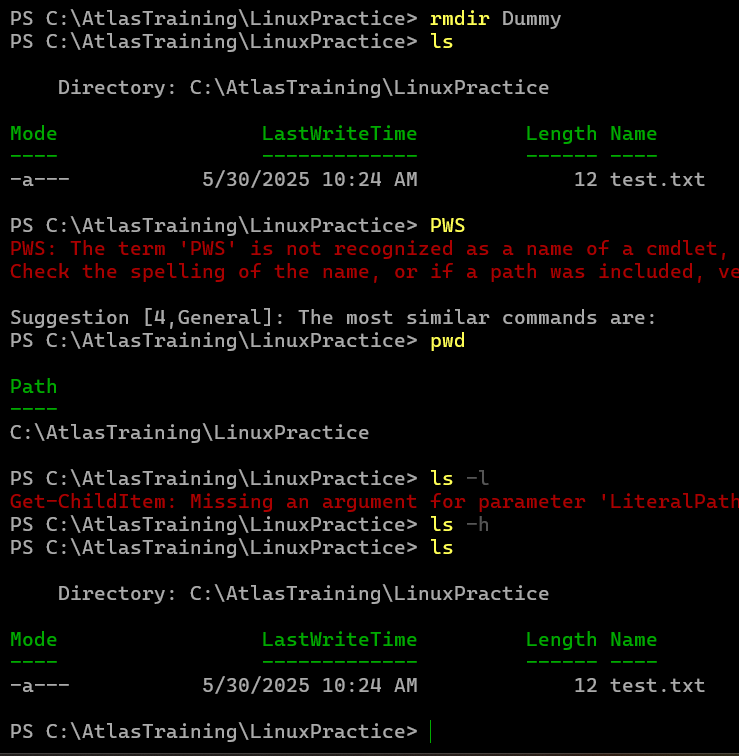 PS C:\AtlasTraining\LinuxPractice> rmdir Dummy
PS C:\AtlasTraining\LinuxPractice> ls
Directory: C:\AtlasTraining\LinuxPractice
Mode LastWriteTime Length Name
---- ------------- ------ ----
-a--- 5/30/2025 10:24 AM 12 test.txt
PS C:\AtlasTraining\LinuxPractice> PWS
PWS: The term 'PWS' is not recognized as a name of a cmdlet,
Check the spelling of the name, or if a path was included, ve
Suggestion [4,General]: The most similar commands are:
PS C:\AtlasTraining\LinuxPractice> pwd
Path
----
C:\AtlasTraining\LinuxPractice
PS C:\AtlasTraining\LinuxPractice> ls -l
Get-ChildItem: Missing an argument for parameter 'LiteralPath
PS C:\AtlasTraining\LinuxPractice> ls -h
PS C:\AtlasTraining\LinuxPractice> ls
Directory: C:\AtlasTraining\LinuxPractice
Mode LastWriteTime Length Name
---- ------------- ------ ----
-a--- 5/30/2025 10:24 AM 12 test.txt
PS C:\AtlasTraining\LinuxPractice>